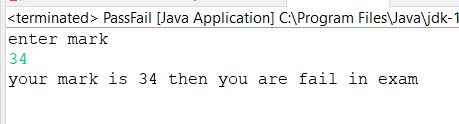 <terminated> PassFail [Java Application] C:\Program Files\Java\jdk-1
enter mark
34
your mark is 34 then you are fail in exam